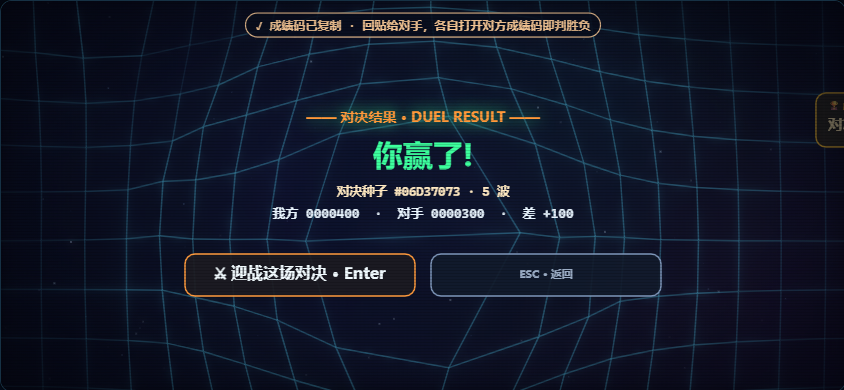 ✓ 成绩码已复制 · 回贴给对手，各自打开对方成绩码即判胜负
对决结果 • DUEL RESULT
你赢了!
对决种子 #06D37073 · 5 波
我方 0000400 · 对手 0000300 · 差 +100
⚔ 迎战这场对决 • Enter
ESC • 返回